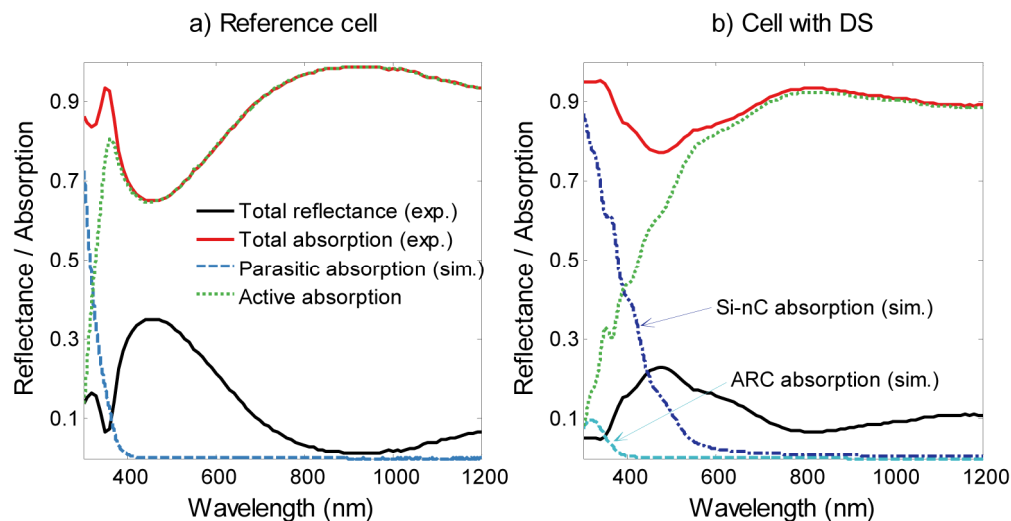 a) Reference cell
b) Cell with DS
Reflectance / Absorption
0.9
0.7
0.5
0.3
0.1
Total reflectance (exp.)
Total absorption (exp.)
Parasitic absorption (sim.)
Active absorption
400
600
800
1000
1200
Wavelength (nm)
Reflectance / Absorption
0.9
0.7
0.5
0.3
0.1
Si-nC absorption (sim.)
ARC absorption (sim.)
400
600
800
1000
1200
Wavelength (nm)